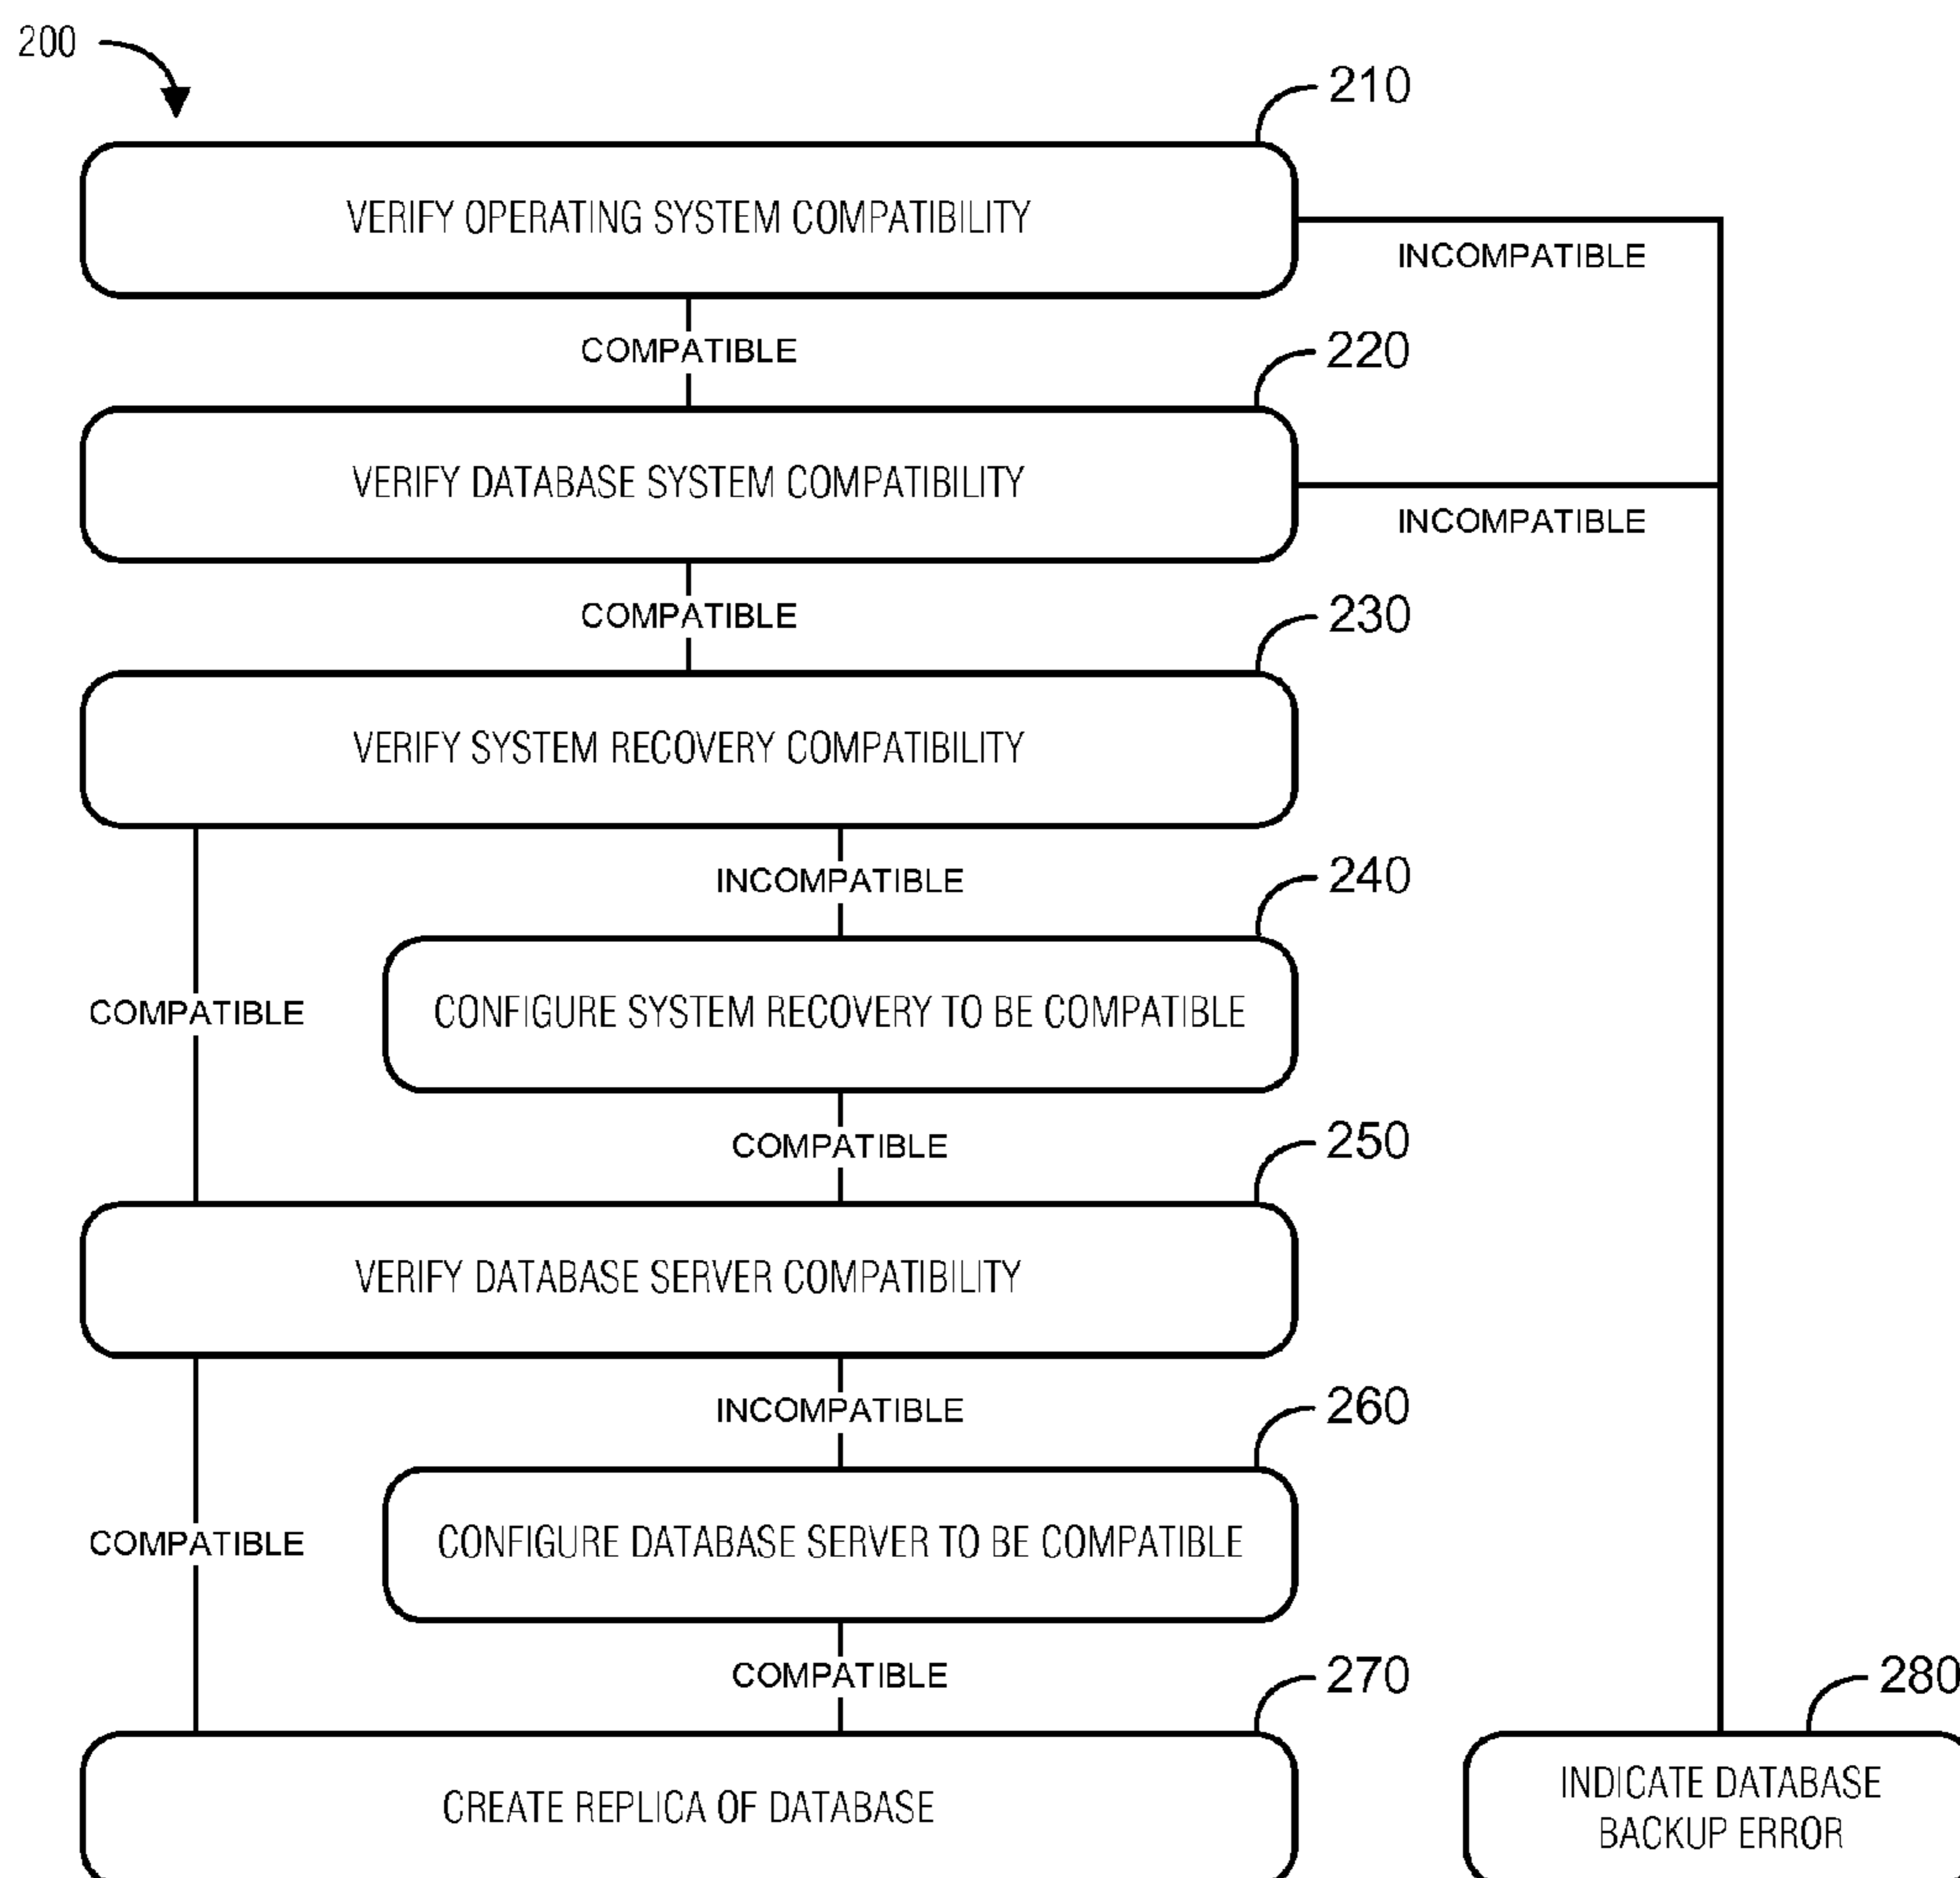 200
210
VERIFY OPERATING SYSTEM COMPATIBILITY
INCOMPATIBLE
COMPATIBLE
220
VERIFY DATABASE SYSTEM COMPATIBILITY
INCOMPATIBLE
COMPATIBLE
230
VERIFY SYSTEM RECOVERY COMPATIBILITY
INCOMPATIBLE
240
COMPATIBLE
CONFIGURE SYSTEM RECOVERY TO BE COMPATIBLE
COMPATIBLE
250
VERIFY DATABASE SERVER COMPATIBILITY
INCOMPATIBLE
260
COMPATIBLE
CONFIGURE DATABASE SERVER TO BE COMPATIBLE
COMPATIBLE
270
280
CREATE REPLICA OF DATABASE
INDICATE DATABASE
BACKUP ERROR